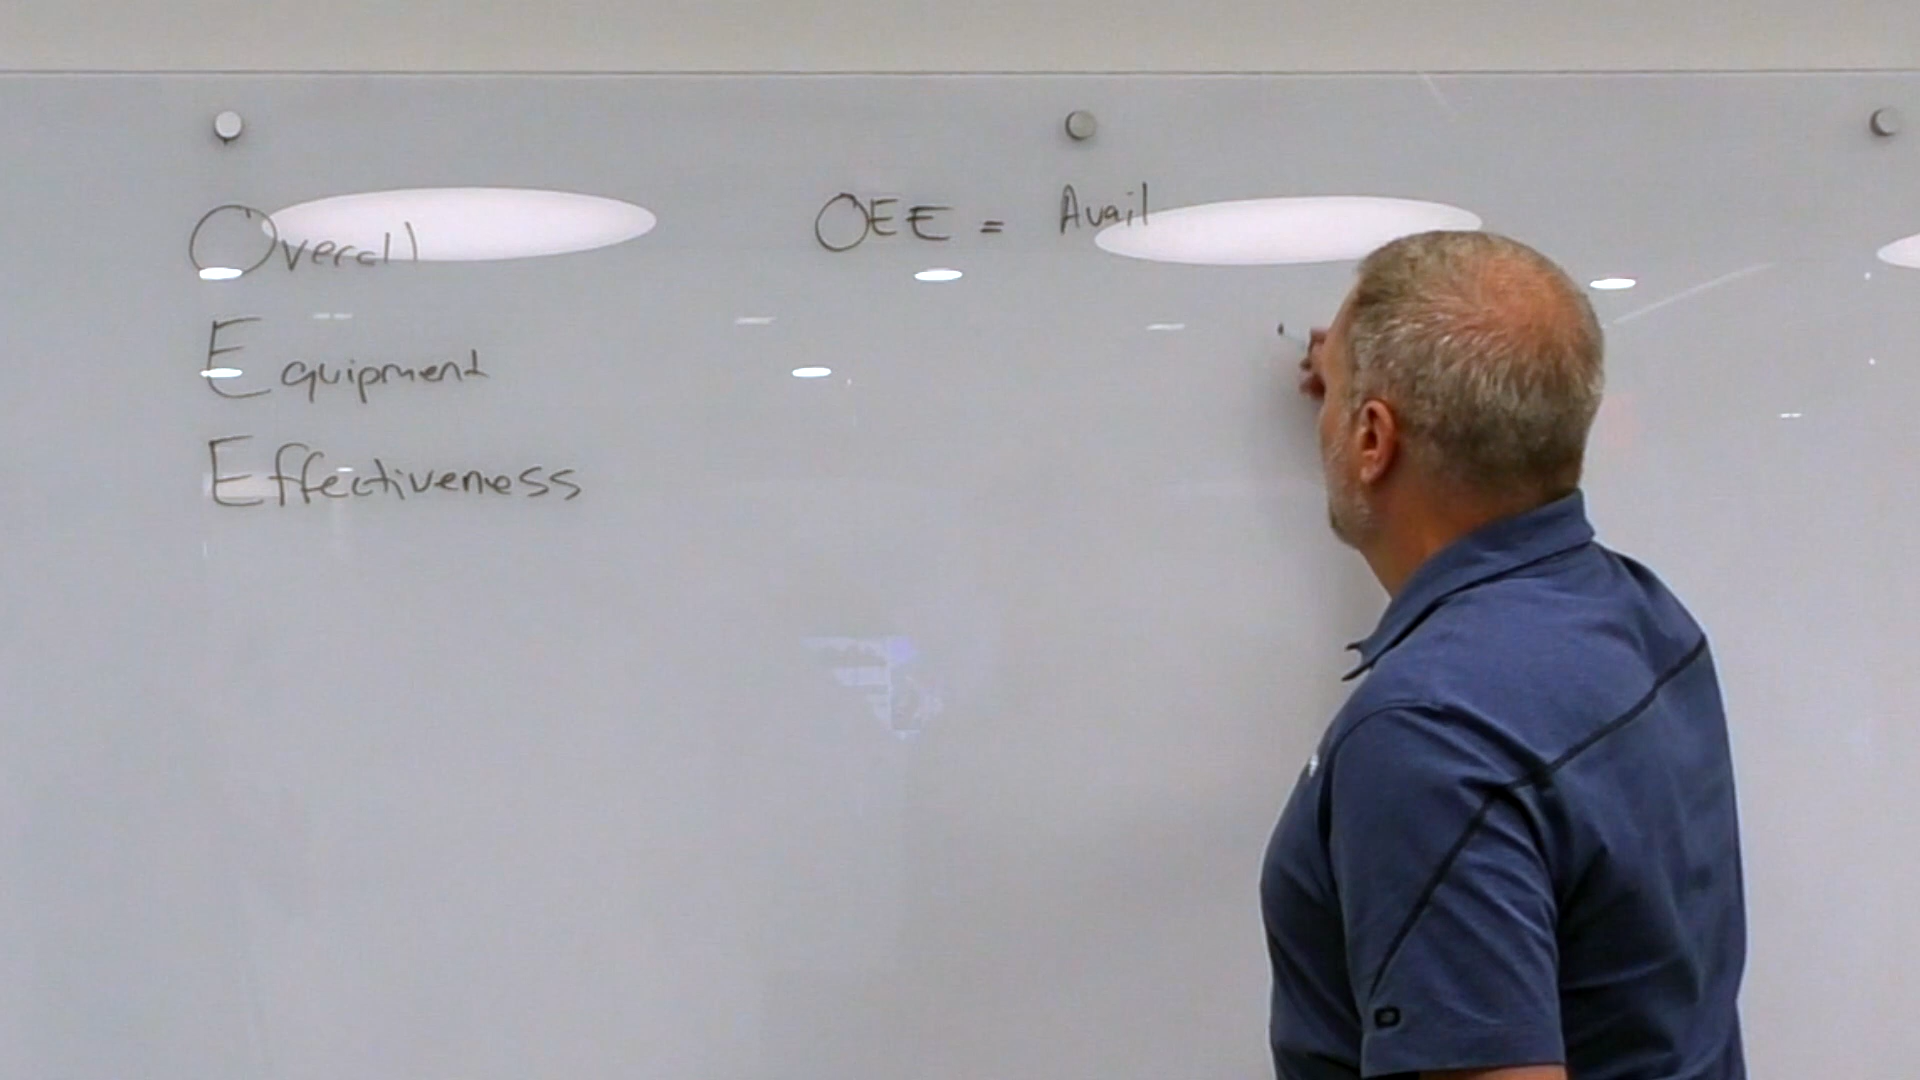 Overall
Equipment
Effectiveness
OEE = Avail